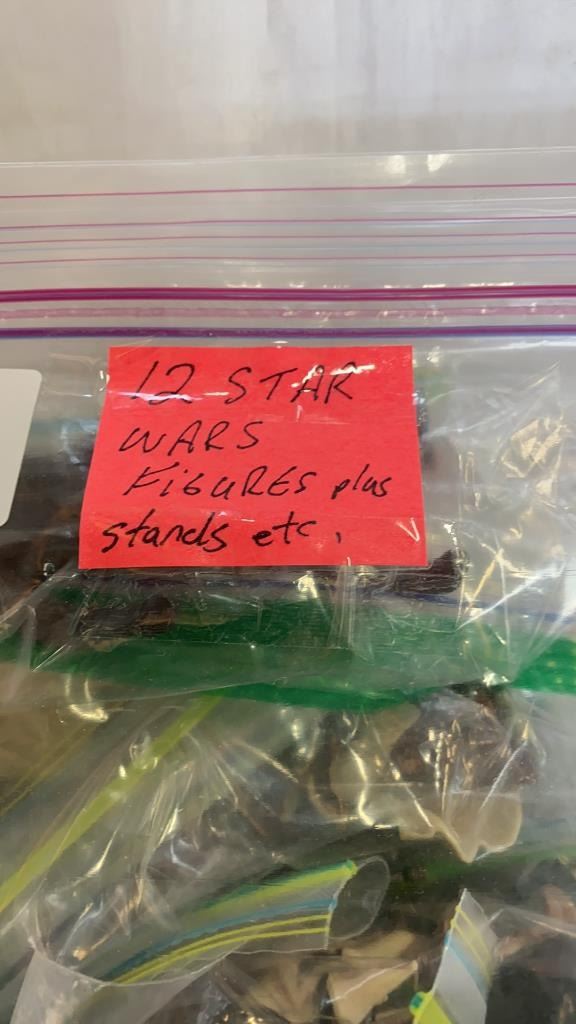 12 STAR
WARS
FIGURES plus
stands etc.